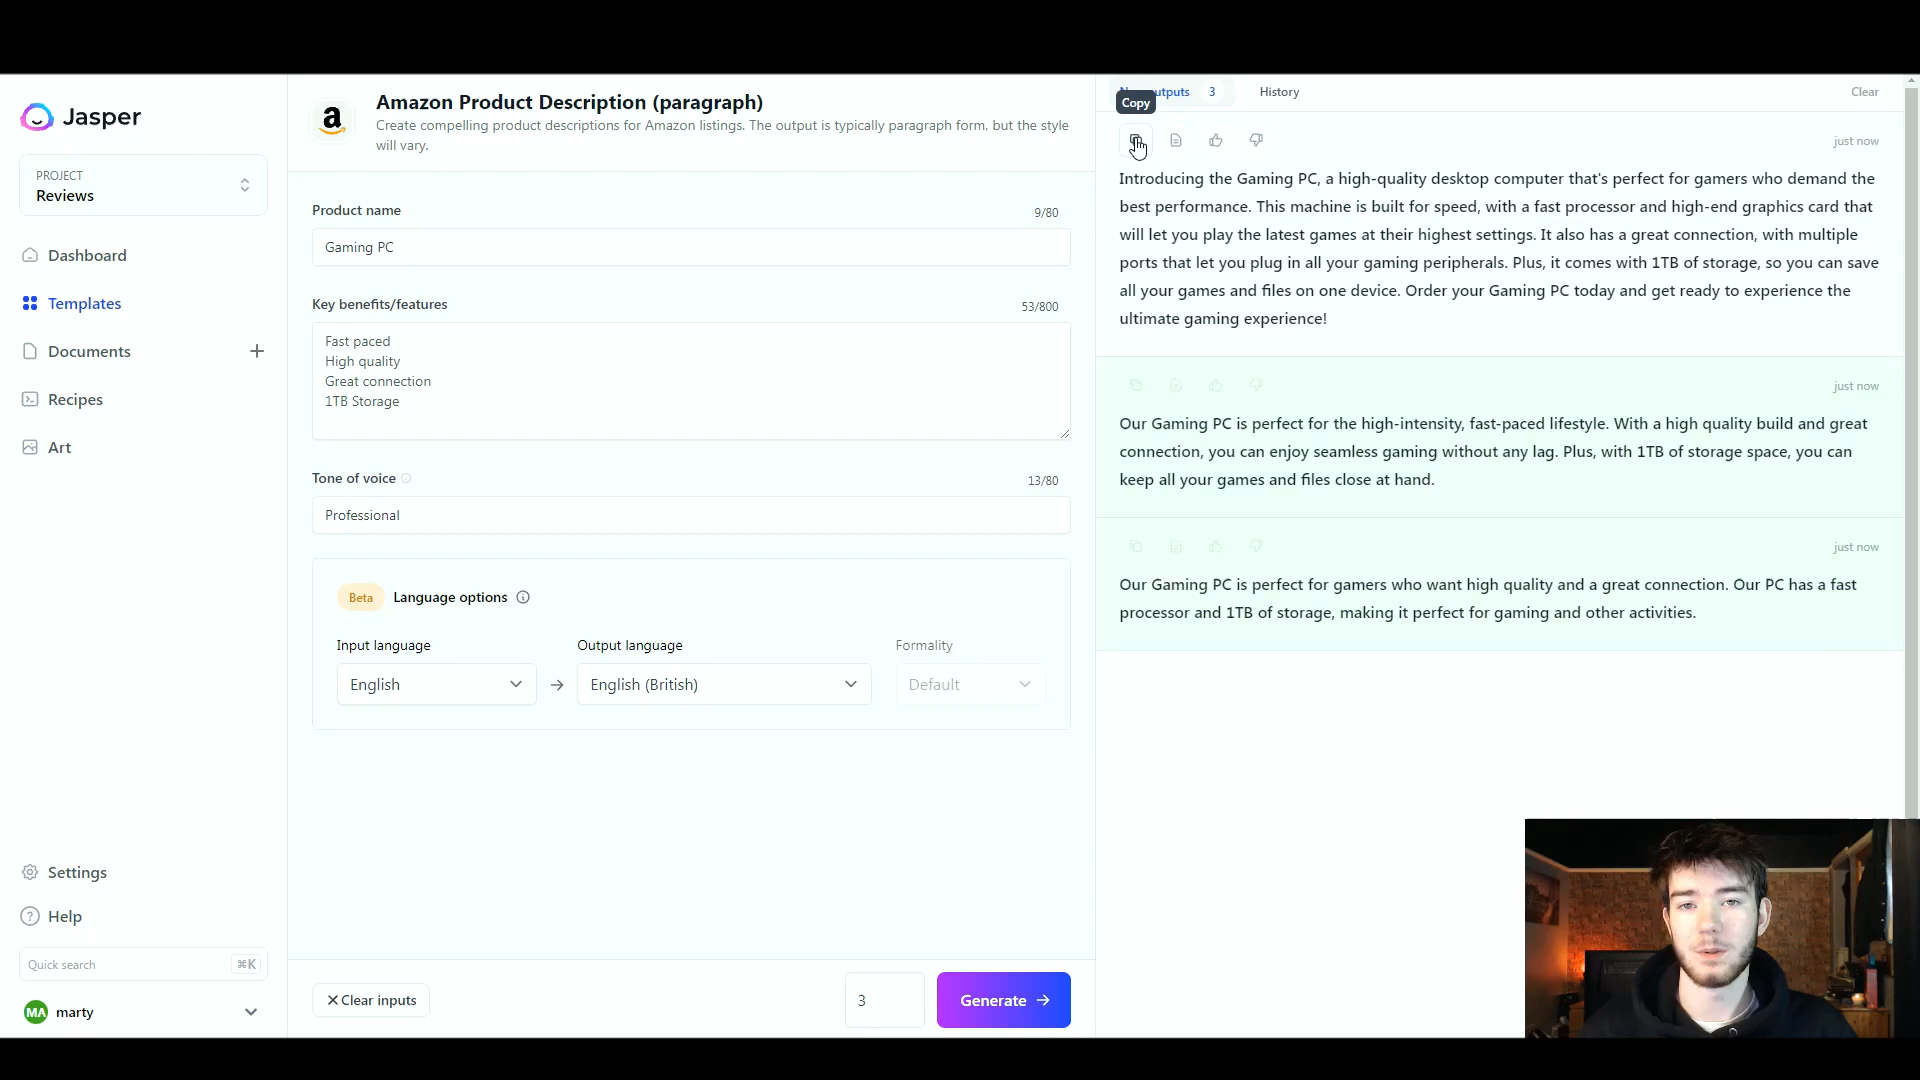 Jasper
PROJECT
Reviews
Dashboard
Templates
Documents
Recipes
Art
Settings
Help
Quick search
⌘K
MA
marty
a
Amazon Product Description (paragraph)
Create compelling product descriptions for Amazon listings. The output is typically paragraph form, but the style
will vary.
Product name
9/80
Gaming PC
Key benefits/features
53/800
Fast paced
High quality
Great connection
1TB Storage
Tone of voice
13/80
Professional
Beta
Language options
Input language
Output language
Formality
English
English (British)
Default
Clear inputs
3
Generate
outputs
3
History
Clear
Copy
just now
Introducing the Gaming PC, a high-quality desktop computer that's perfect for gamers who demand the
best performance. This machine is built for speed, with a fast processor and high-end graphics card that
will let you play the latest games at their highest settings. It also has a great connection, with multiple
ports that let you plug in all your gaming peripherals. Plus, it comes with 1TB of storage, so you can save
all your games and files on one device. Order your Gaming PC today and get ready to experience the
ultimate gaming experience!
just now
Our Gaming PC is perfect for the high-intensity, fast-paced lifestyle. With a high quality build and great
connection, you can enjoy seamless gaming without any lag. Plus, with 1TB of storage space, you can
keep all your games and files close at hand.
just now
Our Gaming PC is perfect for gamers who want high quality and a great connection. Our PC has a fast
processor and 1TB of storage, making it perfect for gaming and other activities.